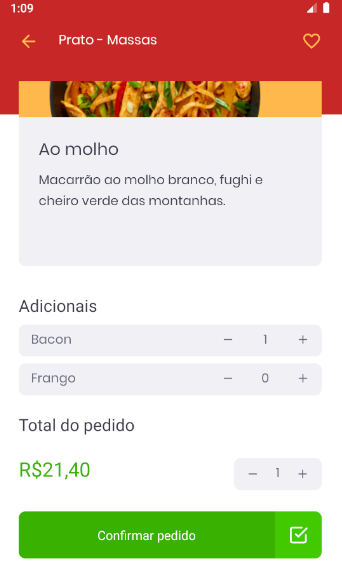 1:09
Prato - Massas
Ao molho
Macarrão ao molho branco, fughi e
cheiro verde das montanhas.
Adicionais
Bacon − 1 +
Frango − 0 +
Total do pedido
R$21,40 − 1 +
Confirmar pedido